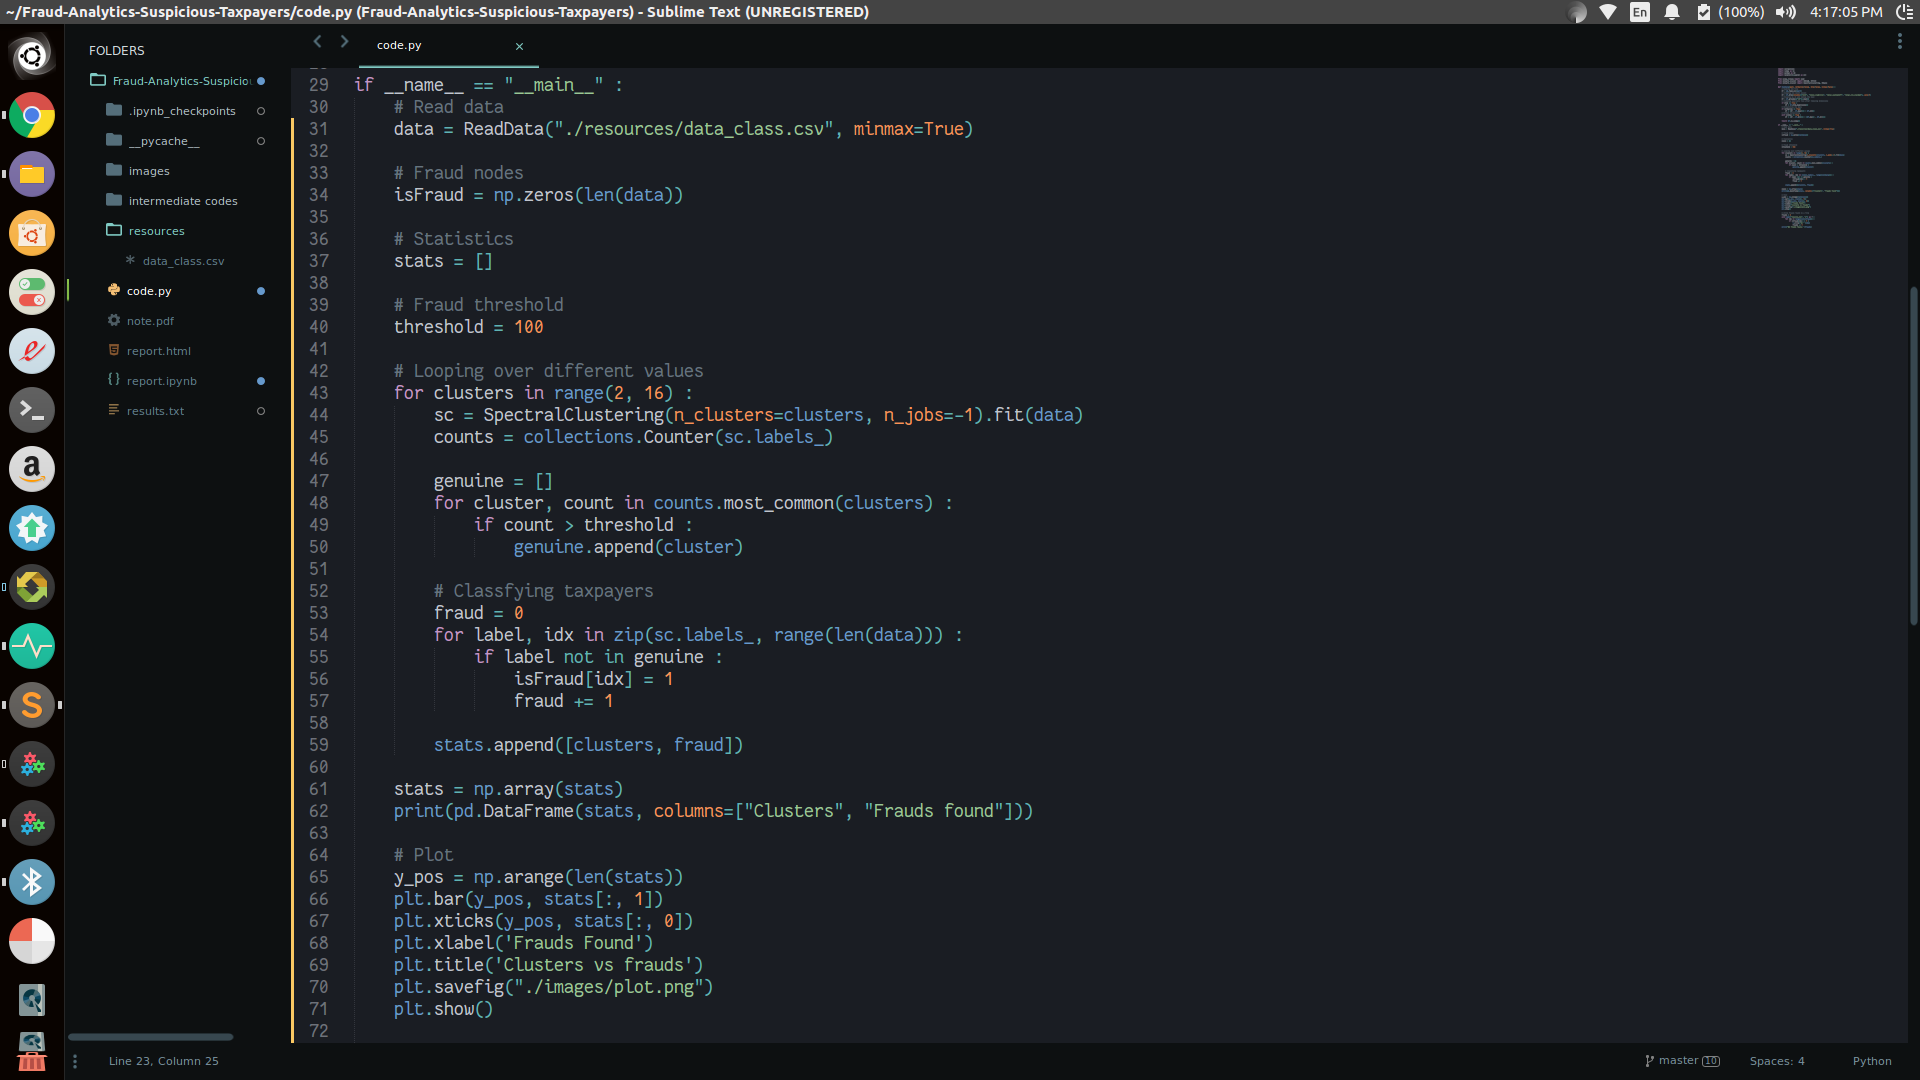 ~/Fraud-Analytics-Suspicious-Taxpayers/code.py (Fraud-Analytics-Suspicious-Taxpayers) - Sublime Text (UNREGISTERED)
En (100%) 4:17:05 PM
FOLDERS
Fraud-Analytics-Suspicio
.ipynb_checkpoints
__pycache__
images
intermediate codes
resources
data_class.csv
code.py
note.pdf
report.html
report.ipynb
results.txt
code.py ×
29 if __name__ == "__main__" :
30     # Read data
31     data = ReadData("./resources/data_class.csv", minmax=True)
32
33     # Fraud nodes
34     isFraud = np.zeros(len(data))
35
36     # Statistics
37     stats = []
38
39     # Fraud threshold
40     threshold = 100
41
42     # Looping over different values
43     for clusters in range(2, 16) :
44         sc = SpectralClustering(n_clusters=clusters, n_jobs=-1).fit(data)
45         counts = collections.Counter(sc.labels_)
46
47         genuine = []
48         for cluster, count in counts.most_common(clusters) :
49             if count > threshold :
50                 genuine.append(cluster)
51
52         # Classfying taxpayers
53         fraud = 0
54         for label, idx in zip(sc.labels_, range(len(data))) :
55             if label not in genuine :
56                 isFraud[idx] = 1
57                 fraud += 1
58
59         stats.append([clusters, fraud])
60
61     stats = np.array(stats)
62     print(pd.DataFrame(stats, columns=["Clusters", "Frauds found"]))
63
64     # Plot
65     y_pos = np.arange(len(stats))
66     plt.bar(y_pos, stats[:, 1])
67     plt.xticks(y_pos, stats[:, 0])
68     plt.xlabel('Frauds Found')
69     plt.title('Clusters vs frauds')
70     plt.savefig("./images/plot.png")
71     plt.show()
72
Line 23, Column 25
master 10 Spaces: 4 Python